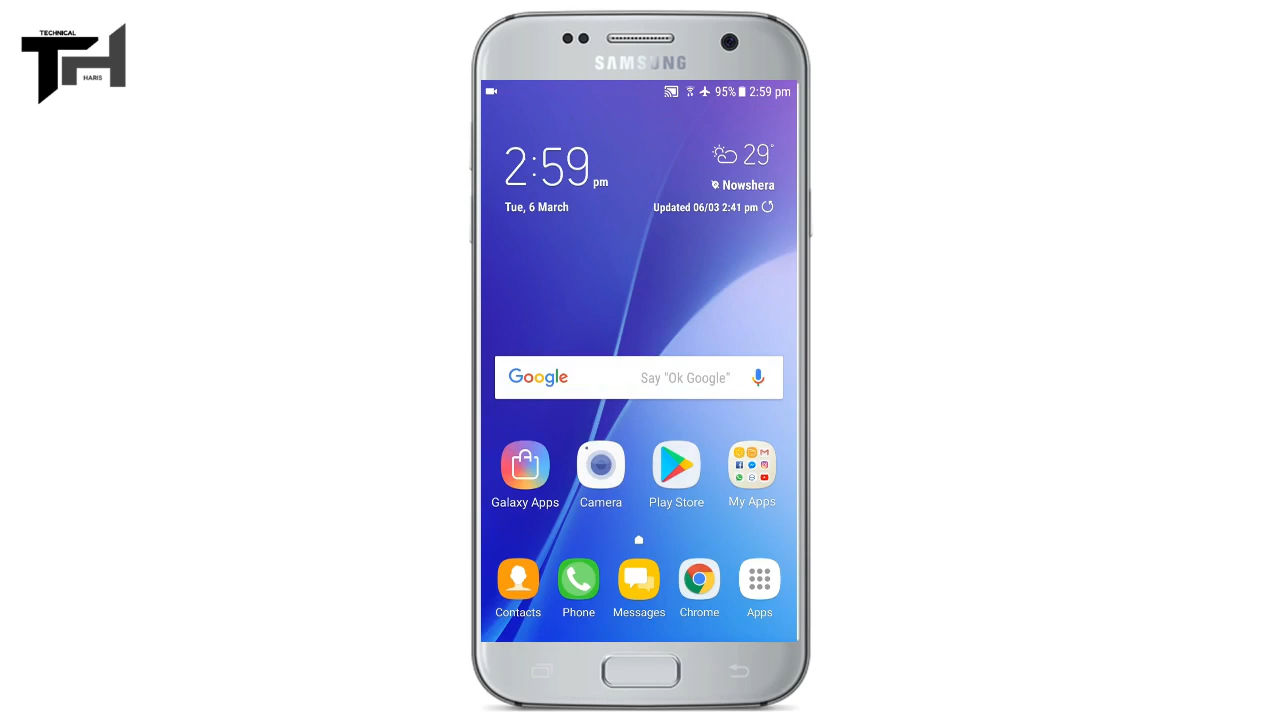 TECHNICAL
TH
HARIS
SAMSUNG
95% 2:59 pm
2:59 pm
29°
Nowshera
Tue, 6 March
Updated 06/03 2:41 pm
Google Say "Ok Google"
Galaxy Apps Camera Play Store My Apps
Contacts Phone Messages Chrome Apps